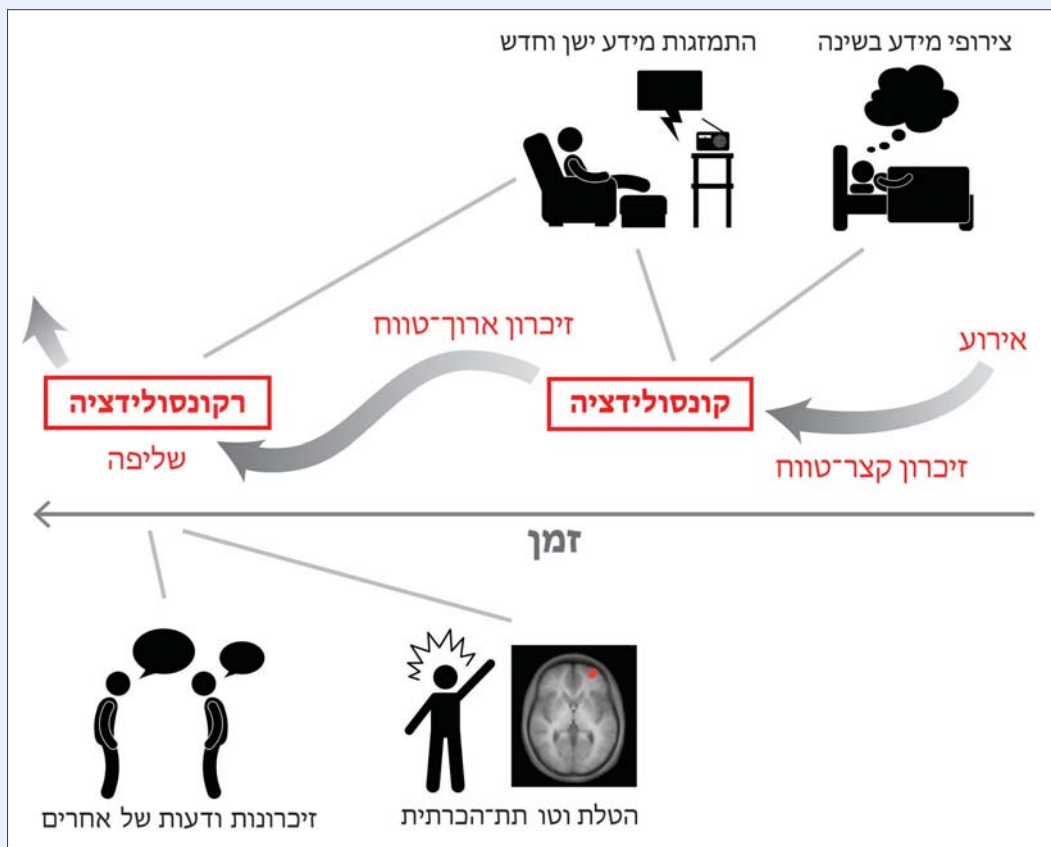 צירופי מידע בשינה
התמזגות מידע ישן וחדש
אירוע
זיכרון קצר־טווח
קונסולידציה
זיכרון ארוך־טווח
רקונסולידציה
שליפה
זמן
הטלת וטו תת־הכרתית
זיכרונות ודעות של אחרים